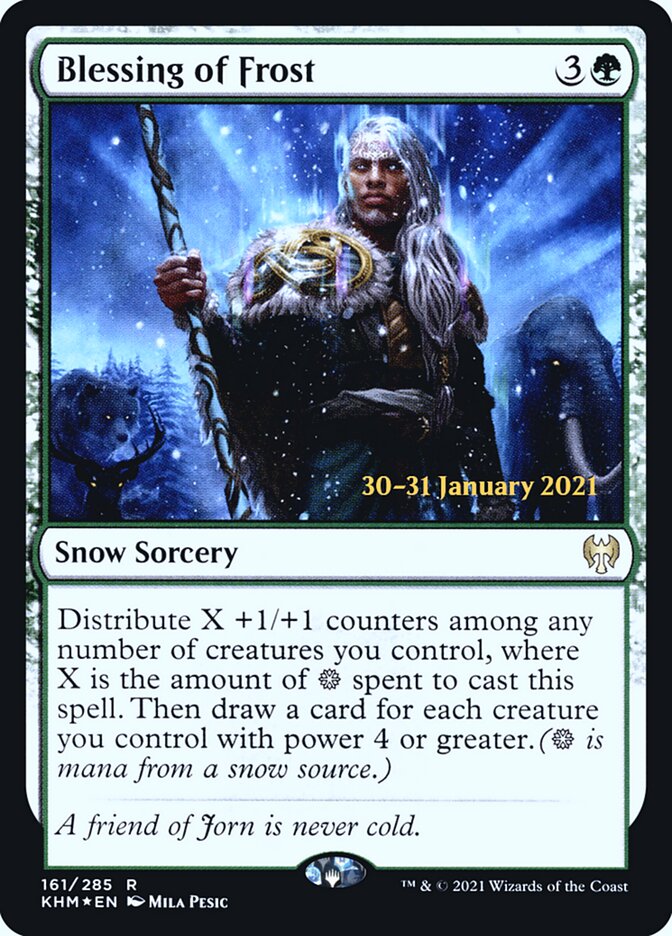 Blessing of Frost 3
30–31 January 2021
Snow Sorcery
Distribute X +1/+1 counters among any
number of creatures you control, where
X is the amount of spent to cast this
spell. Then draw a card for each creature
you control with power 4 or greater. ( is
mana from a snow source.)
A friend of Jorn is never cold.
161/285 R
KHM★EN Mila Pesic
™ & © 2021 Wizards of the Coast